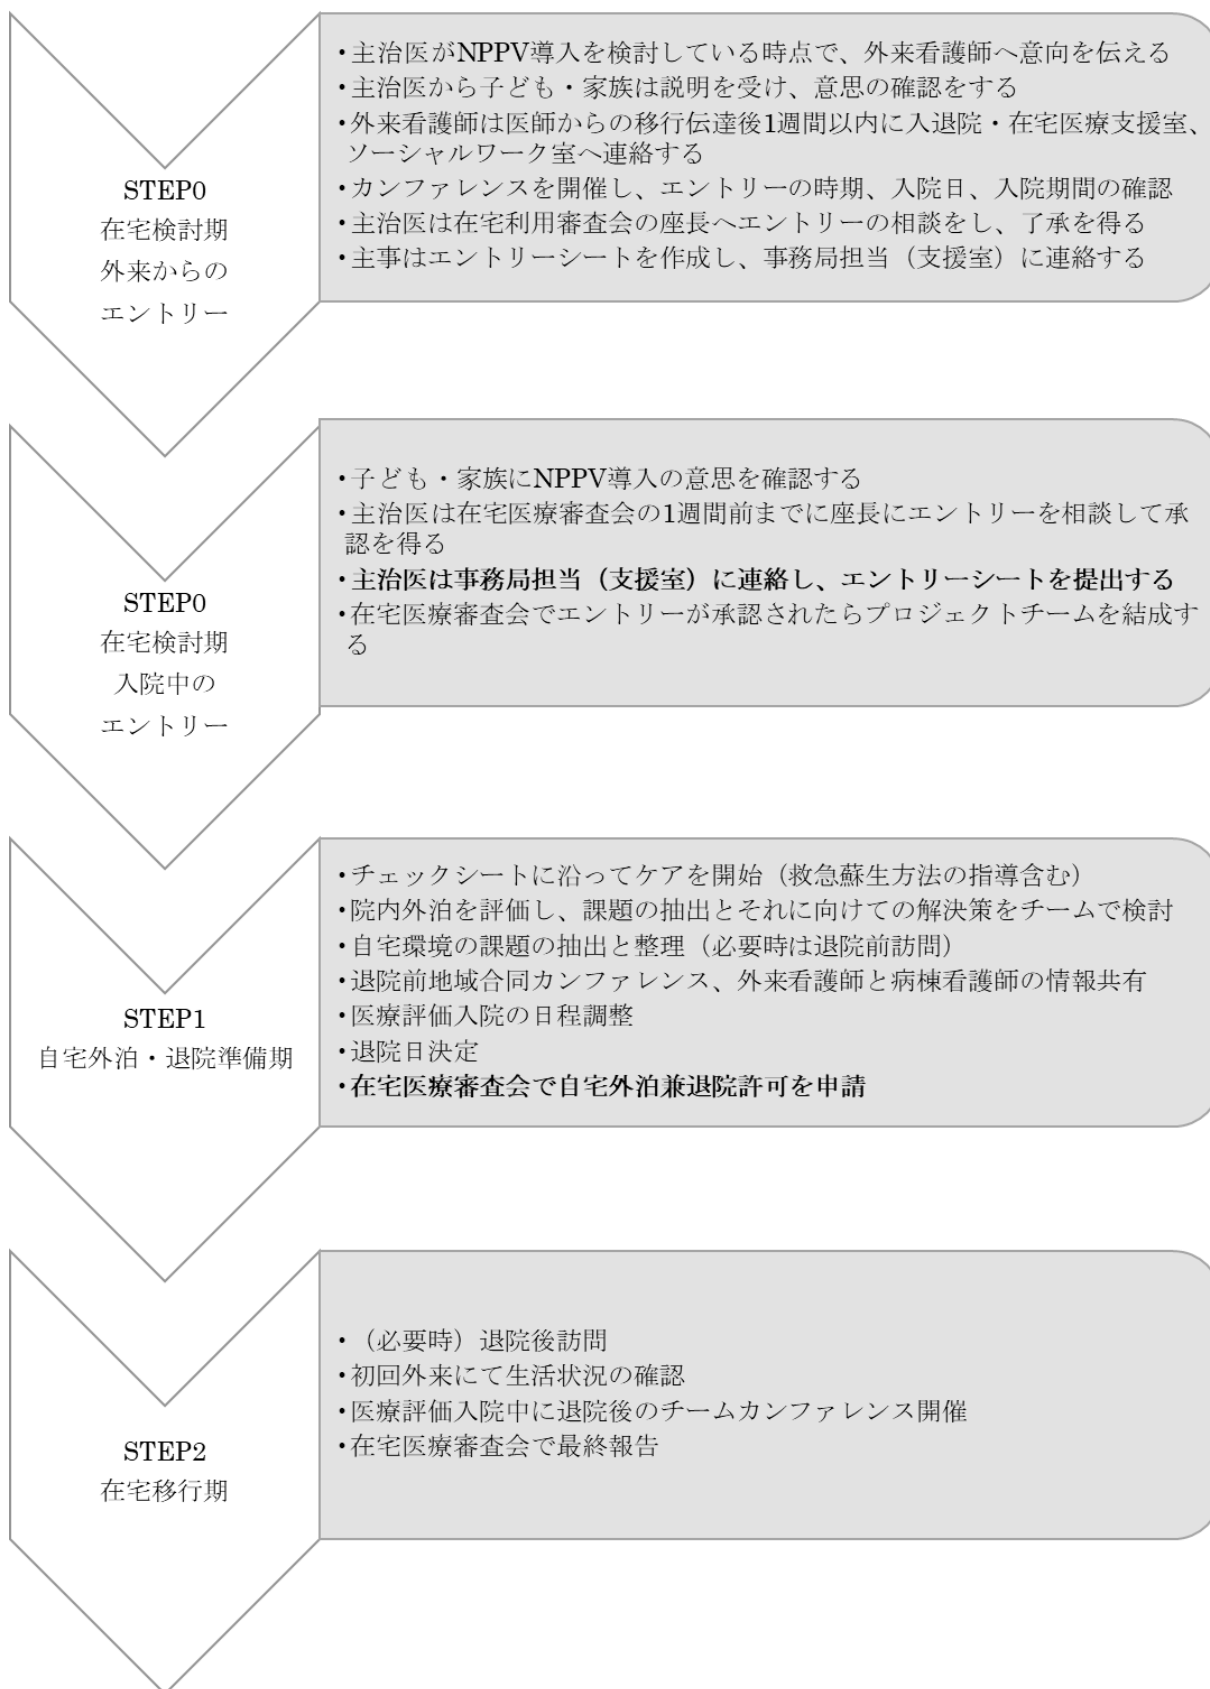 STEP0
在宅検討期
外来からの
エントリー
・主治医がNPPV導入を検討している時点で、外来看護師へ意向を伝える
・主治医から子ども・家族は説明を受け、意思の確認をする
・外来看護師は医師からの移行伝達後1週間以内に入退院・在宅医療支援室、
ソーシャルワーク室へ連絡する
・カンファレンスを開催し、エントリーの時期、入院日、入院期間の確認
・主治医は在宅利用審査会の座長へエントリーの相談をし、了承を得る
・主事はエントリーシートを作成し、事務局担当（支援室）に連絡する
STEP0
在宅検討期
入院中の
エントリー
・子ども・家族にNPPV導入の意思を確認する
・主治医は在宅医療審査会の1週間前までに座長にエントリーを相談して承
認を得る
・主治医は事務局担当（支援室）に連絡し、エントリーシートを提出する
・在宅医療審査会でエントリーが承認されたらプロジェクトチームを結成す
る
STEP1
自宅外泊・退院準備期
・チェックシートに沿ってケアを開始（救急蘇生方法の指導含む）
・院内外泊を評価し、課題の抽出とそれに向けての解決策をチームで検討
・自宅環境の課題の抽出と整理（必要時は退院前訪問）
・退院前地域合同カンファレンス、外来看護師と病棟看護師の情報共有
・医療評価入院の日程調整
・退院日決定
・在宅医療審査会で自宅外泊兼退院許可を申請
STEP2
在宅移行期
・（必要時）退院後訪問
・初回外来にて生活状況の確認
・医療評価入院中に退院後のチームカンファレンス開催
・在宅医療審査会で最終報告